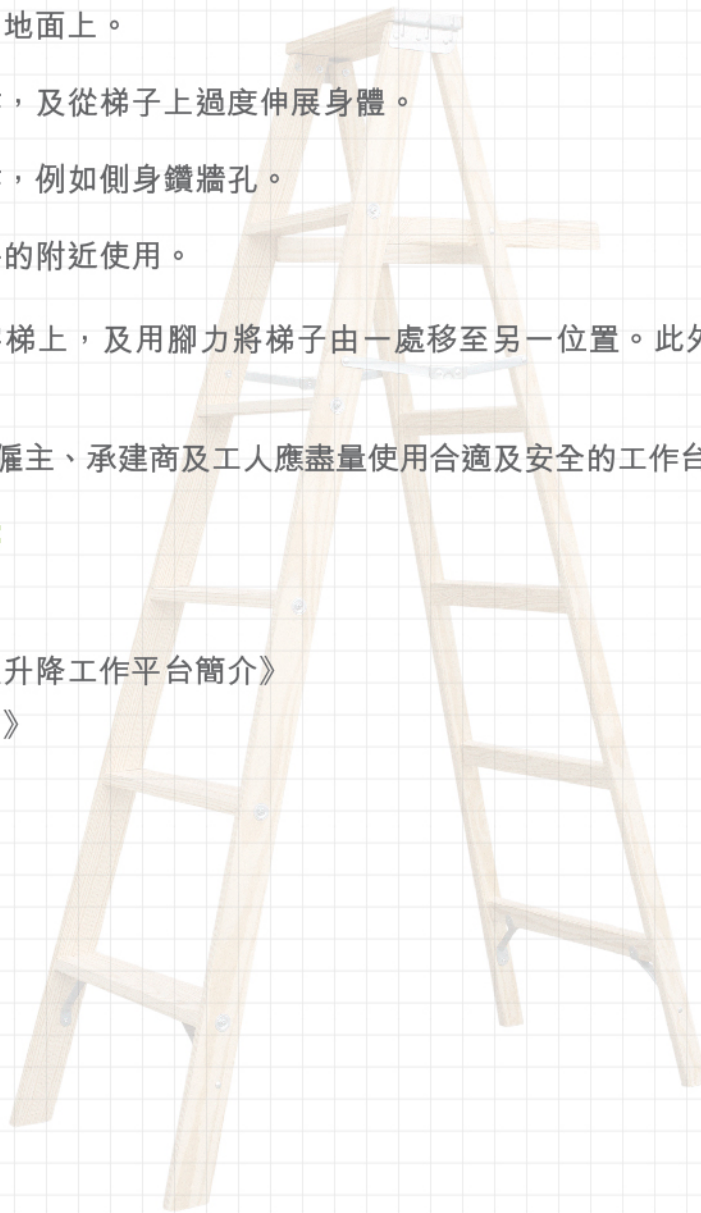 地面上。
，及從梯子上過度伸展身體。
，例如側身鑽牆孔。
的附近使用。
梯上，及用腳力將梯子由一處移至另一位置。此外
僱主、承建商及工人應盡量使用合適及安全的工作台
升降工作平台簡介》
》